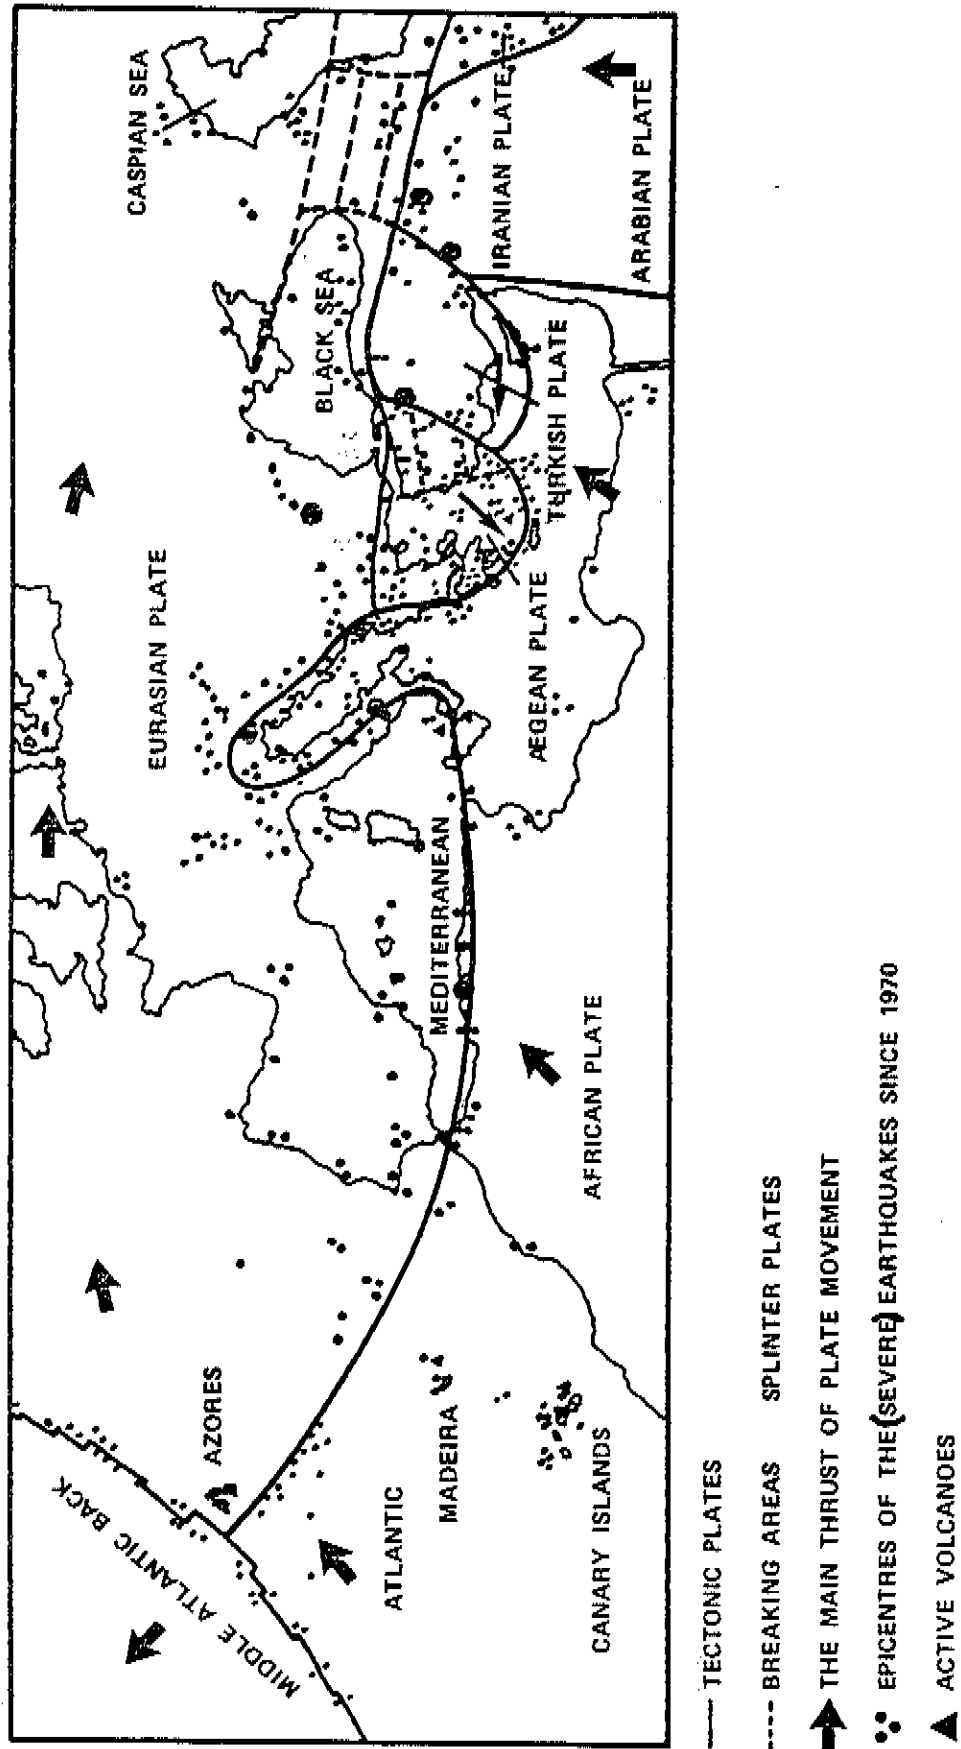 CASPIAN SEA
BLACK SEA
EURASIAN PLATE
IRANIAN PLATE
ARABIAN PLATE
TURKISH PLATE
ÆGEAN PLATE
MEDITERRANEAN
AFRICAN PLATE
AZORES
MIDDLE ATLANTIC BACK
MADEIRA
ATLANTIC
CANARY ISLANDS
TECTONIC PLATES
BREAKING AREAS SPLINTER PLATES
THE MAIN THRUST OF PLATE MOVEMENT
EPICENTRES OF THE (SEVERE) EARTHQUAKES SINCE 1970
ACTIVE VOLCANOES